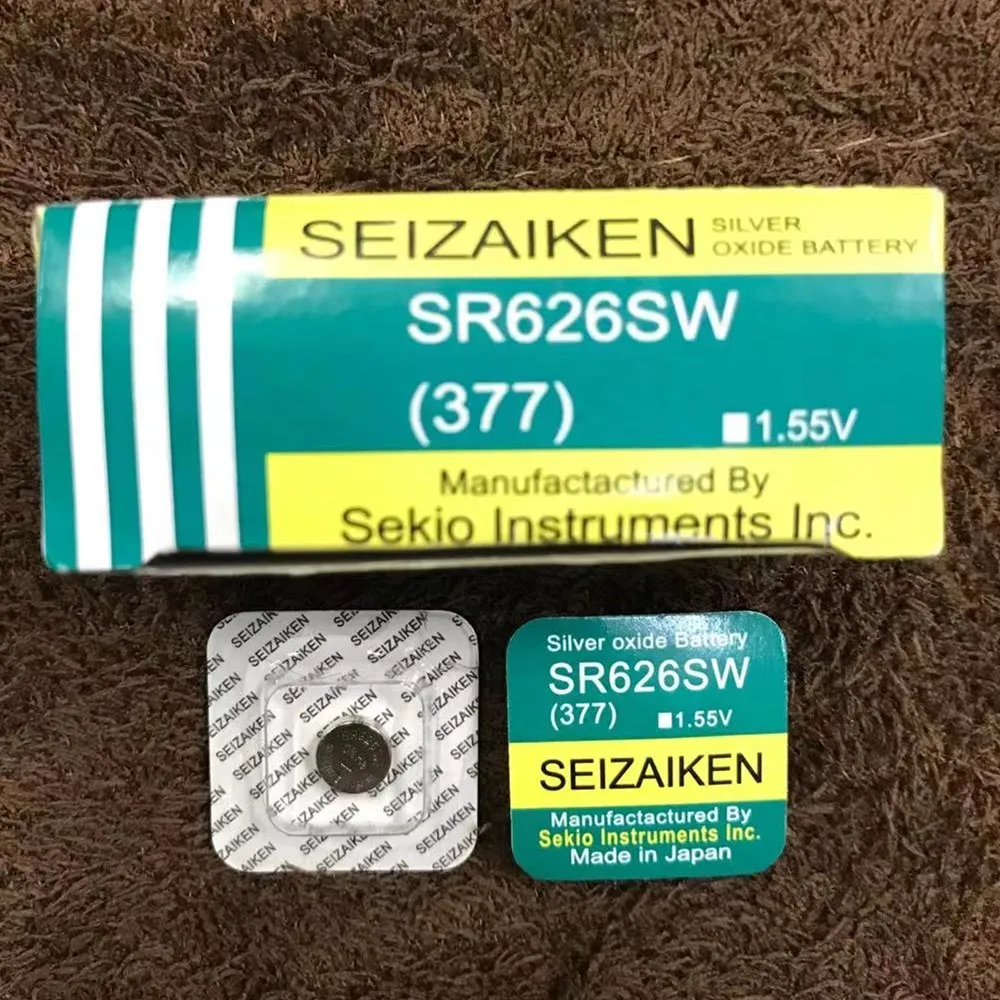 SEIZAIKEN SILVER OXIDE BATTERY
SR626SW
(377)
■1.55V
Manufactactured By
Sekio Instruments Inc.
SEIZAIKEN
Silver oxide Battery
SR626SW
(377) ■1.55V
SEIZAIKEN
Manufactactured By
Sekio Instruments Inc.
Made in Japan